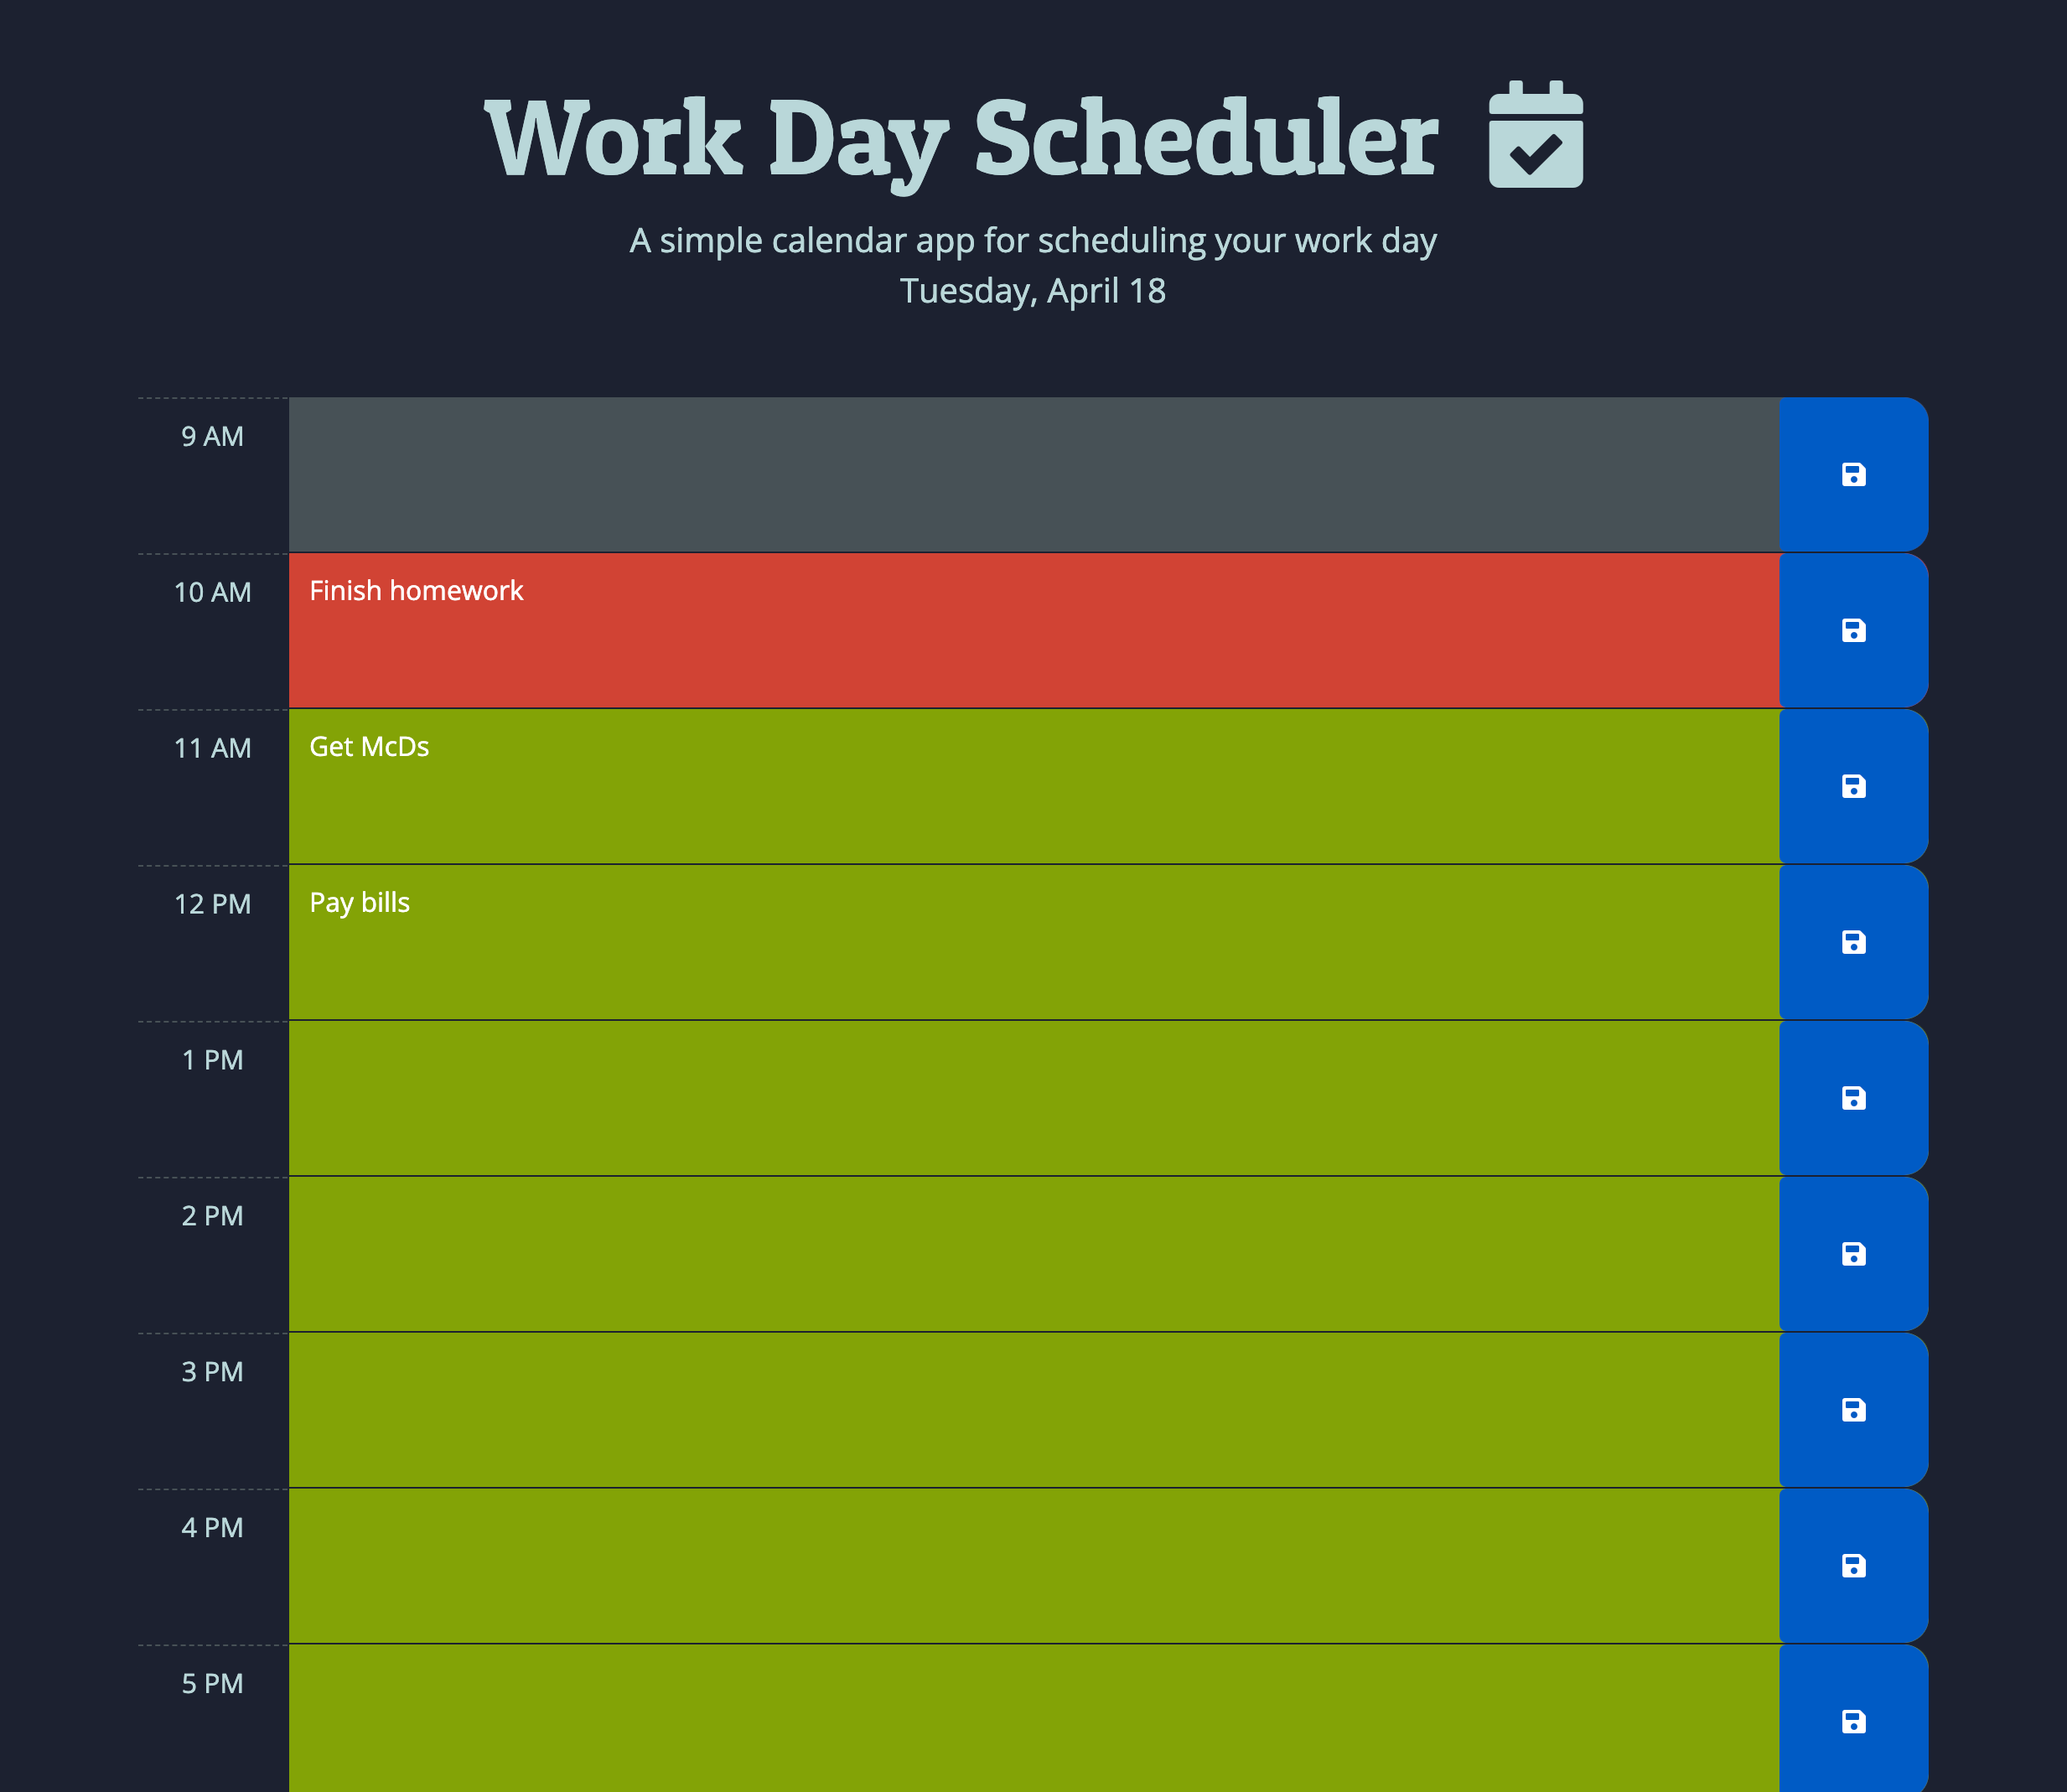 Work Day Scheduler
A simple calendar app for scheduling your work day
Tuesday, April 18
9 AM
10 AM Finish homework
11 AM Get McDs
12 PM Pay bills
1 PM
2 PM
3 PM
4 PM
5 PM